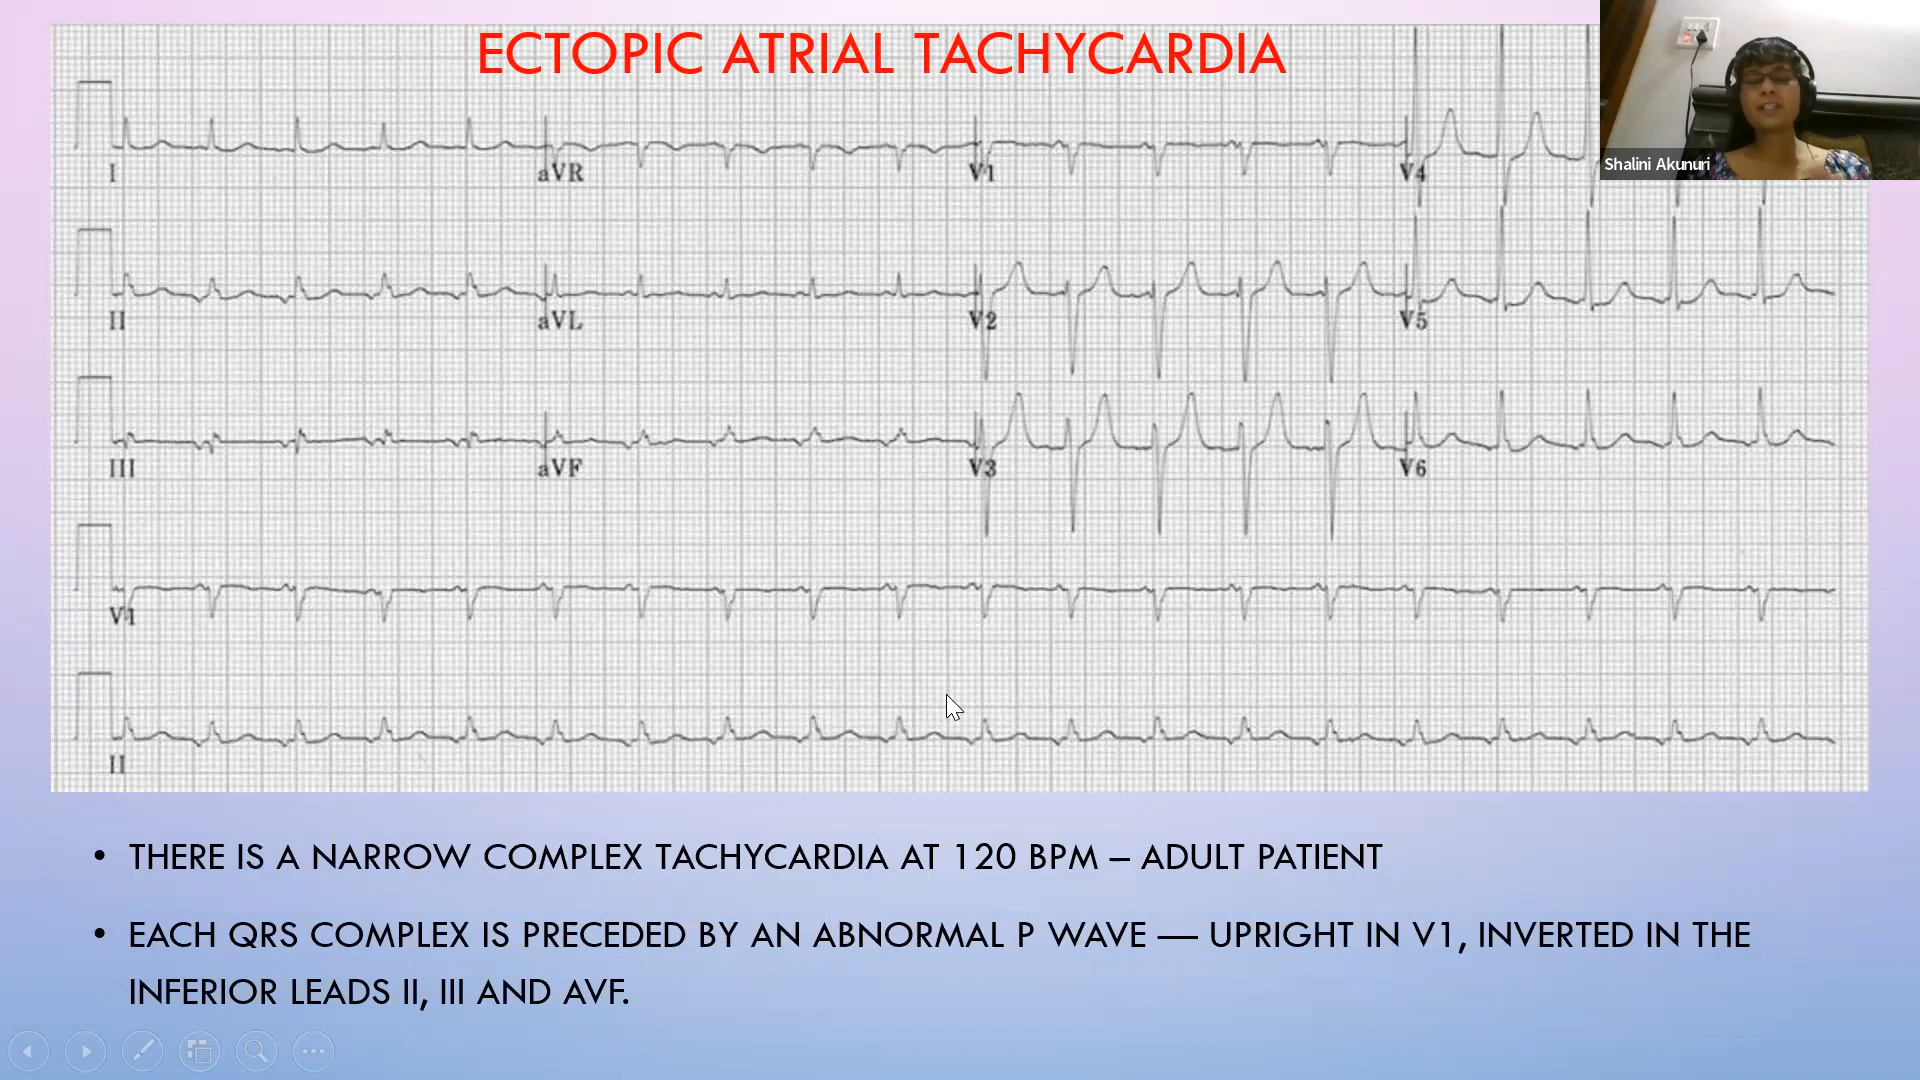 ECTOPIC ATRIAL TACHYCARDIA
Shalini Akunuri
I aVR V1 V4
II aVL V2 V5
III aVF V3 V6
V1
II
• THERE IS A NARROW COMPLEX TACHYCARDIA AT 120 BPM – ADULT PATIENT
• EACH QRS COMPLEX IS PRECEDED BY AN ABNORMAL P WAVE — UPRIGHT IN V1, INVERTED IN THE
INFERIOR LEADS II, III AND AVF.